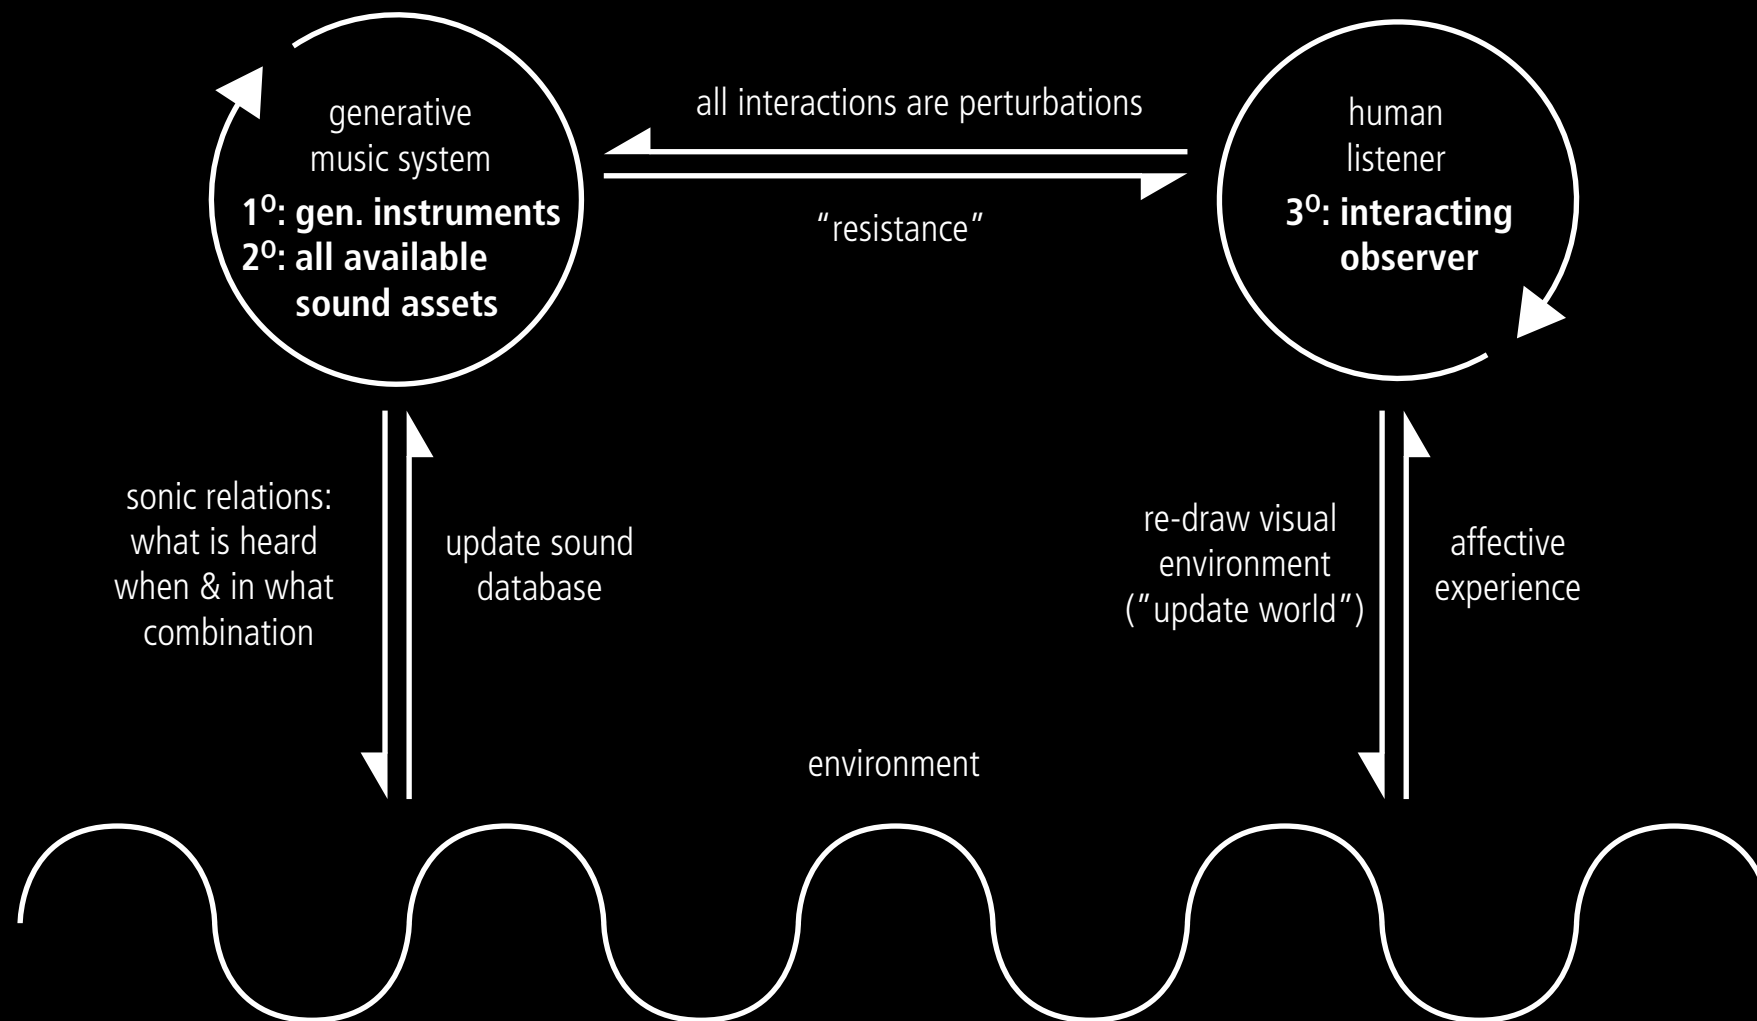 generative
music system
1º: gen. instruments
2º: all available
sound assets
all interactions are perturbations
“resistance”
human
listener
3º: interacting
observer
sonic relations:
what is heard
when & in what
combination
update sound
database
re-draw visual
environment
(“update world”)
affective
experience
environment